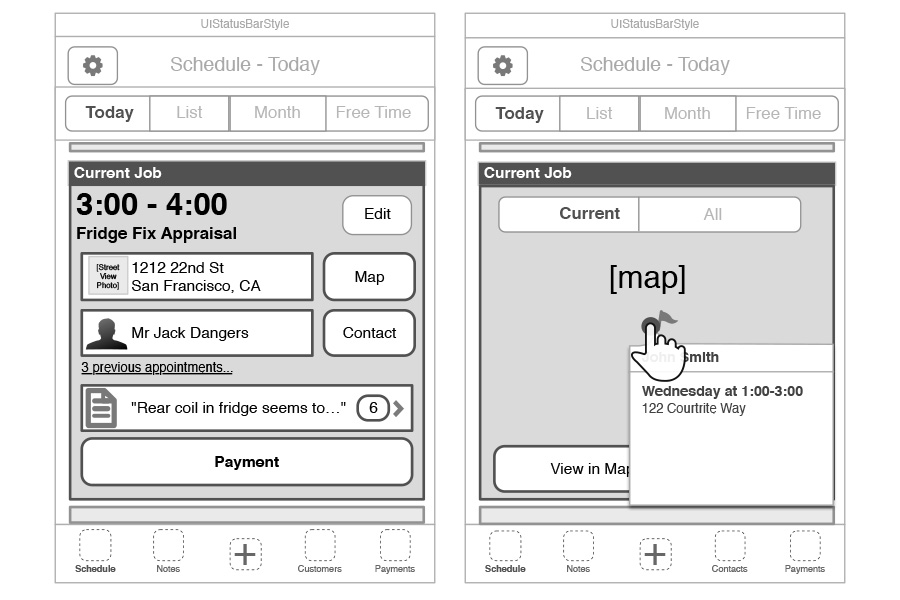 UIStatusBarStyle
Schedule - Today
Today
List
Month
Free Time
Current Job
3:00 - 4:00
Edit
Fridge Fix Appraisal
[Street
View
Photo]
1212 22nd St
San Francisco, CA
Map
Mr Jack Dangers
Contact
3 previous appointments...
"Rear coil in fridge seems to…"
6
Payment
Schedule
Notes
Customers
Payments
UIStatusBarStyle
Schedule - Today
Today
List
Month
Free Time
Current Job
Current
All
[map]
John Smith
Wednesday at 1:00-3:00
122 Courtrite Way
View in Map
Schedule
Notes
Contacts
Payments